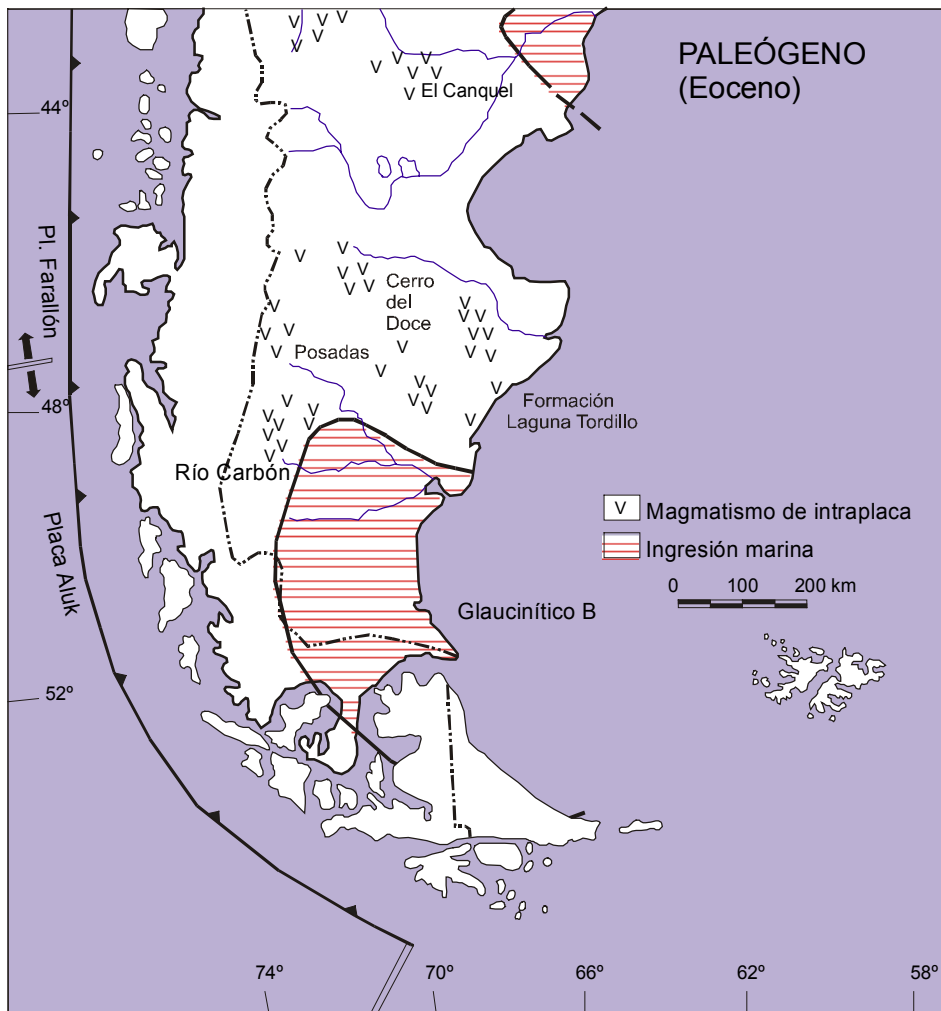 PALEÓGENO
(Eoceno)
El Canquel
44º
Pl. Farallón
Cerro
del
Doce
Posadas
48º
Formación
Laguna Tordillo
Río Carbón
V Magmatismo de intraplaca
Ingresión marina
0 100 200 km
Placa Aluk
Glaucinítico B
52º
74º 70º 66º 62º 58º